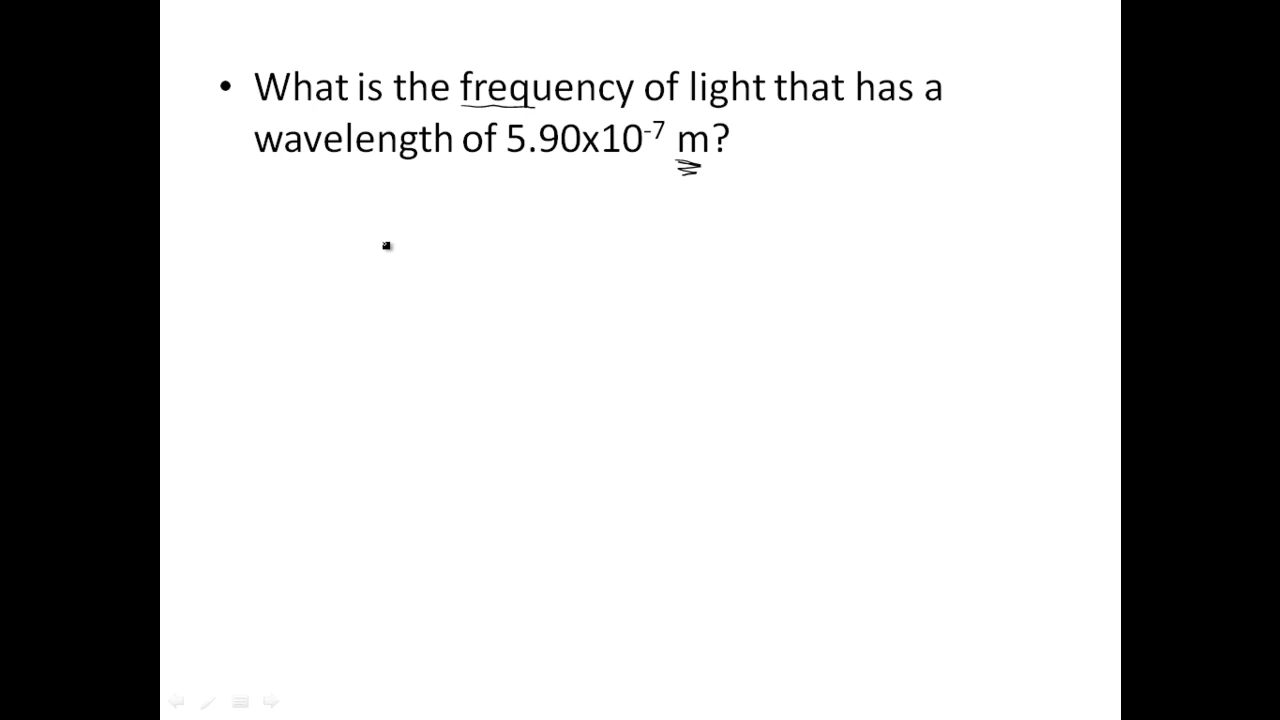 • What is the frequency of light that has a
wavelength of 5.90x10⁻⁷ m?